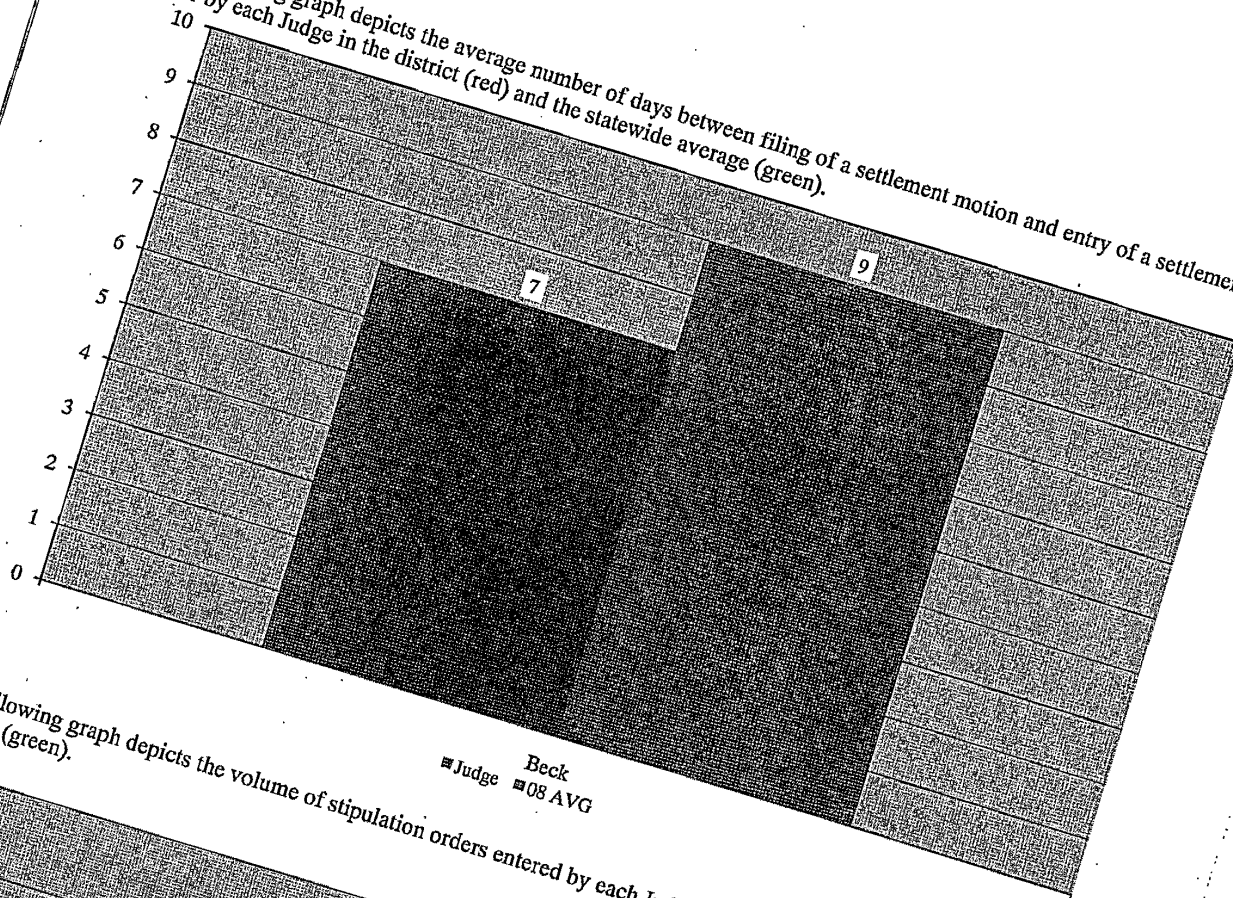 graph depicts the average number of days between filing of a settlement motion and entry of a
by each Judge in the district (red) and the statewide average (green).
10
9
8
7
6
5
4
3
2
1
0
7
9
Beck
Judge 08 AVG
graph depicts the volume of stipulation orders entered by each
(green).